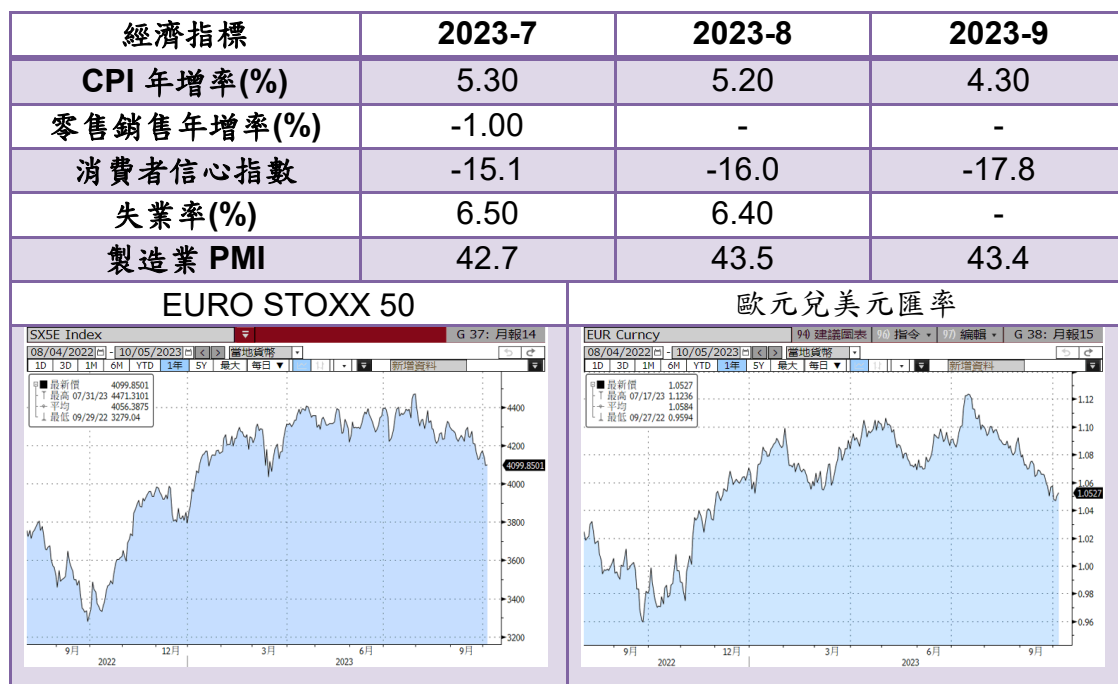 經濟指標 2023-7 2023-8 2023-9
CPI 年增率(%) 5.30 5.20 4.30
零售銷售年增率(%) -1.00 - -
消費者信心指數 -15.1 -16.0 -17.8
失業率(%) 6.50 6.40 -
製造業 PMI 42.7 43.5 43.4
EURO STOXX 50 歐元兌美元匯率
SX5E Index G 37: 月報14
08/04/2022 - 10/05/2023 < > 當地貨幣
1D 3D 1M 6M YTD 1年 5Y 最大 每日 ▼ 新增資料
最新價 4099.8501
最高 07/31/23 4471.3101
平均 4056.3875
最低 09/29/22 3279.04
4400
4200
4099.8501
4000
3800
3600
3400
3200
9月 12月 3月 6月 9月
2022 2023
EUR Curncy 94) 建議圖表 96) 指令 97) 編輯 G 38: 月報15
08/04/2022 - 10/05/2023 < > 當地貨幣
1D 3D 1M 6M YTD 1年 5Y 最大 每日 ▼ 新增資料
最新價 1.0527
最高 07/17/23 1.1236
平均 1.0584
最低 09/27/22 0.9594
1.12
1.10
1.08
1.06
1.0527
1.04
1.02
1.00
0.98
0.96
9月 12月 3月 6月 9月
2022 2023